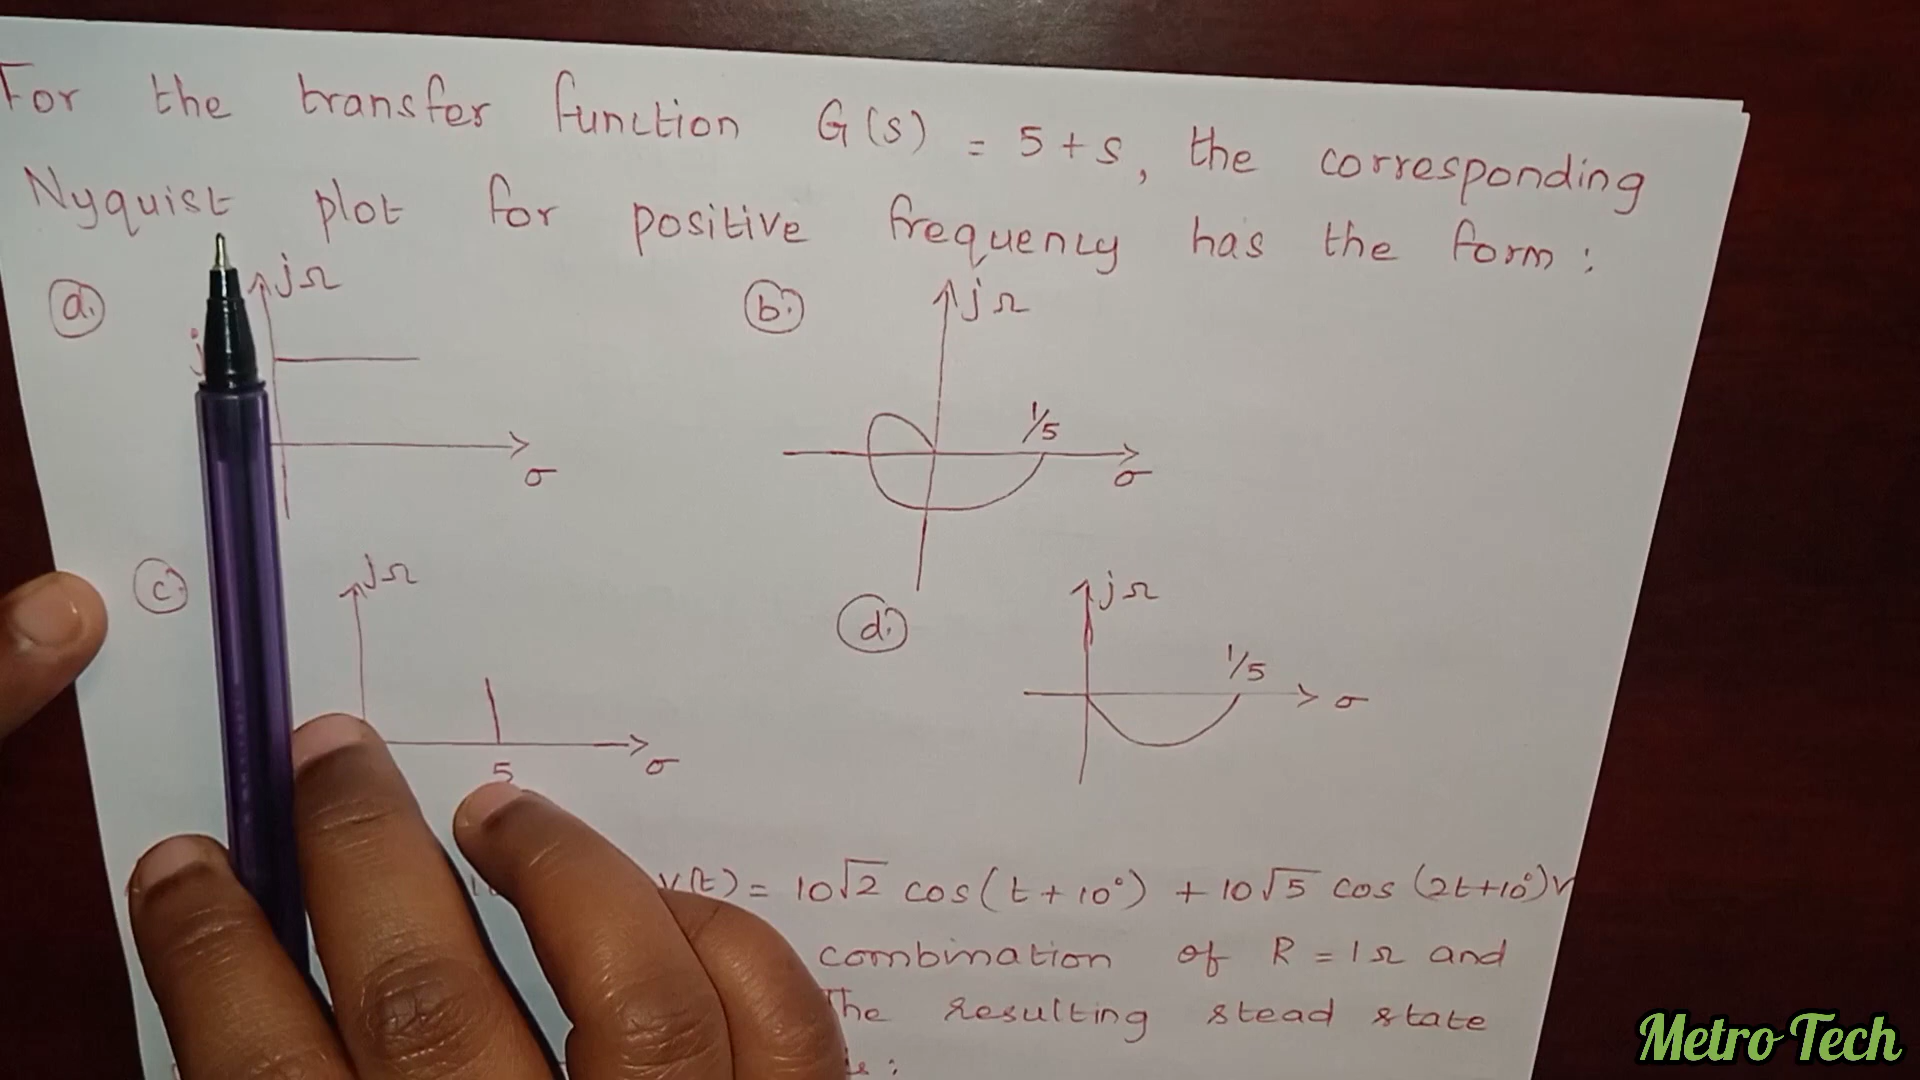 For the transfer function G(s) = 5+s, the corresponding
Nyquist plot for positive frequency has the form :
a. jΩ
j
σ
b. jΩ
1/5
σ
c. jΩ
5
σ
d. jΩ
1/5
σ
v(t) = 10√2 cos(t+10°) + 10√5 cos(2t+10°)V
combination of R = 1Ω and
The resulting stead state
is :
Metro Tech